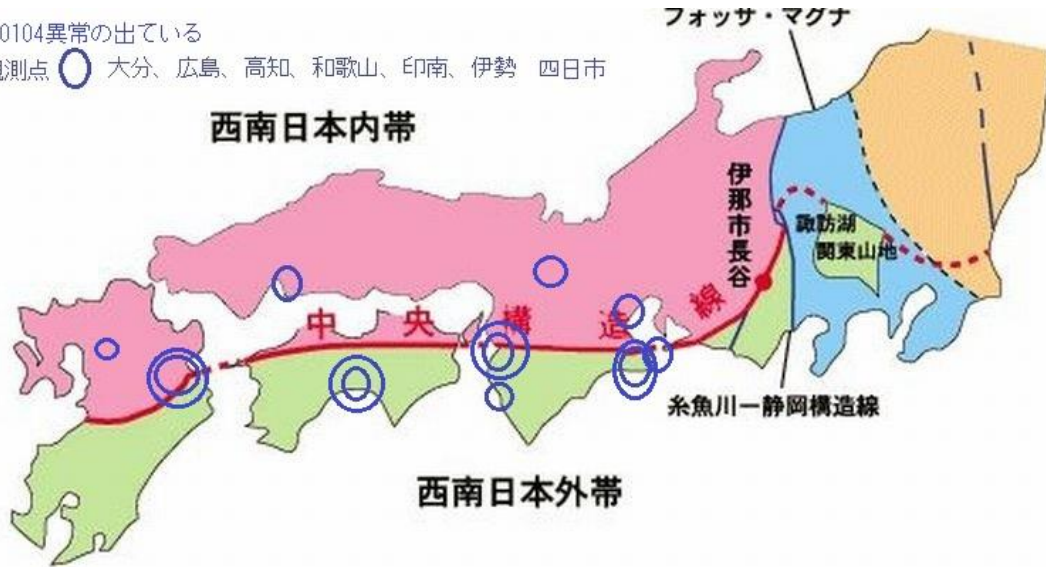 0104異常の出ている
観測点 大分、広島、高知、和歌山、印南、伊勢 四日市
フォッサ・マグナ
西南日本内帯
伊那市長谷
諏訪湖
関東山地
中央構造線
糸魚川ー静岡構造線
西南日本外帯